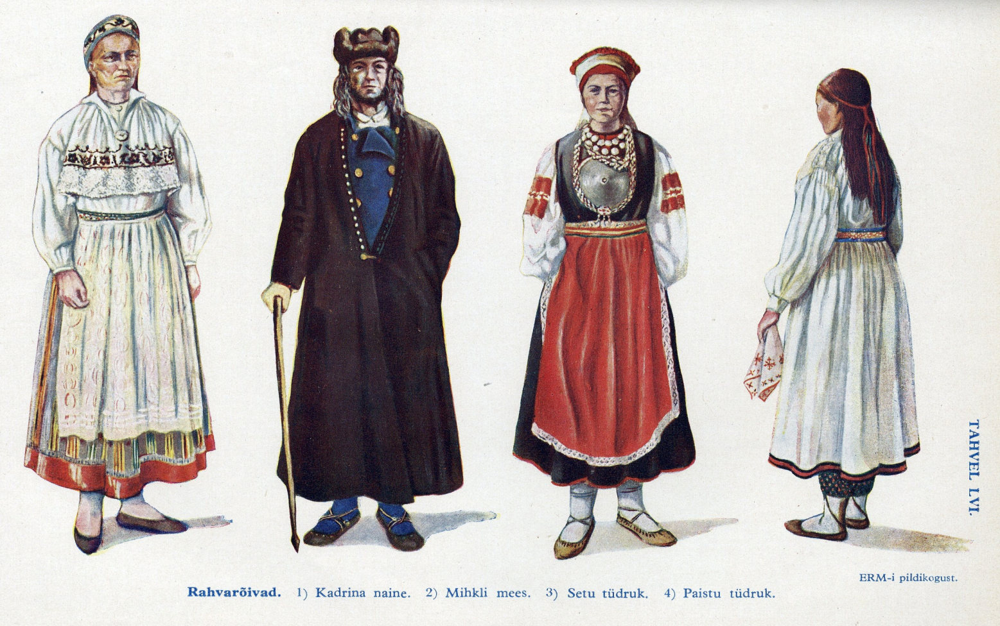 TAHVEL LVI.
ERM-i pildikogust.
Rahvarõivad. 1) Kadrina naine. 2) Mihkli mees. 3) Setu tüdruk. 4) Paistu tüdruk.